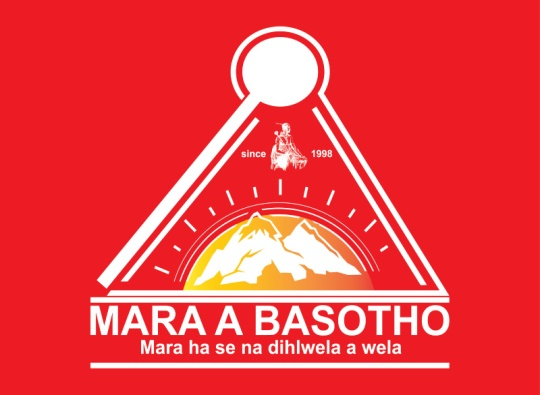 since 1998
MARA A BASOTHO
Mara ha se na dihlwela a wela